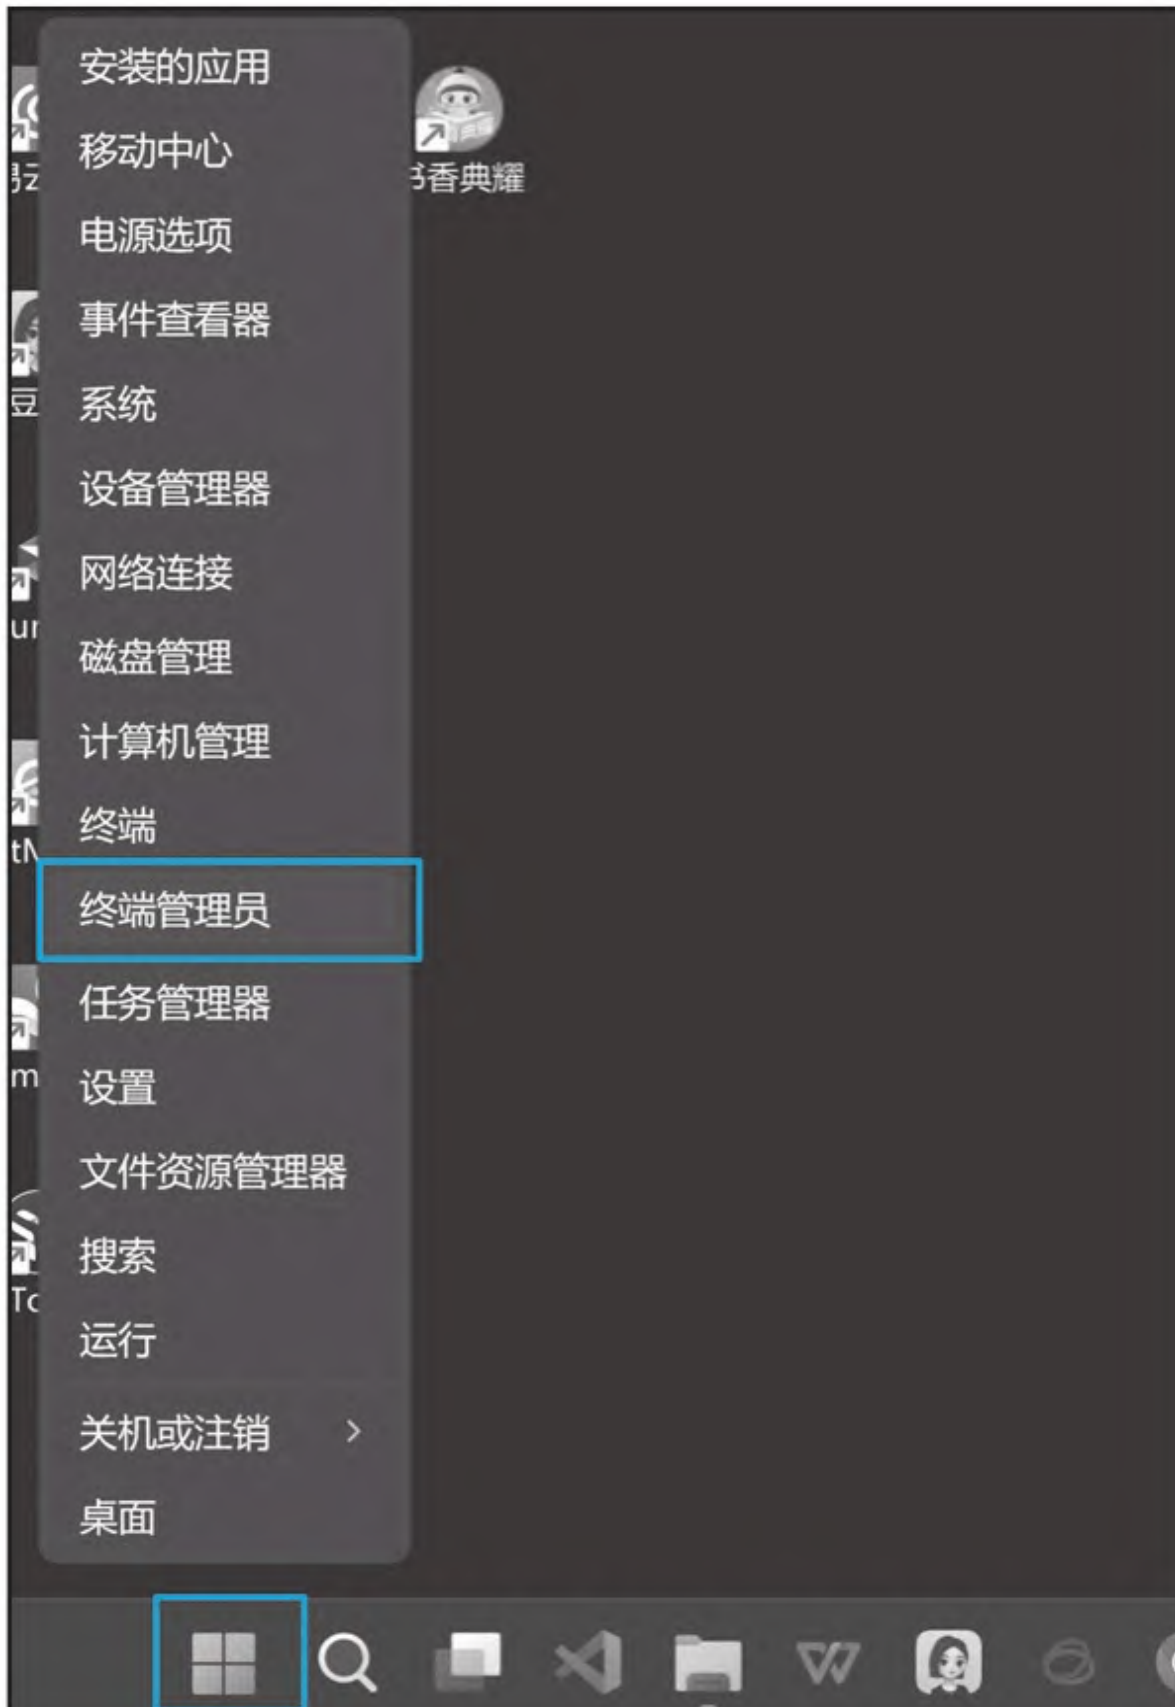 安装的应用
移动中心
电源选项
事件查看器
系统
设备管理器
网络连接
磁盘管理
计算机管理
终端
终端管理员
任务管理器
设置
文件资源管理器
搜索
运行
关机或注销
桌面
书香典耀
豆
ur
m